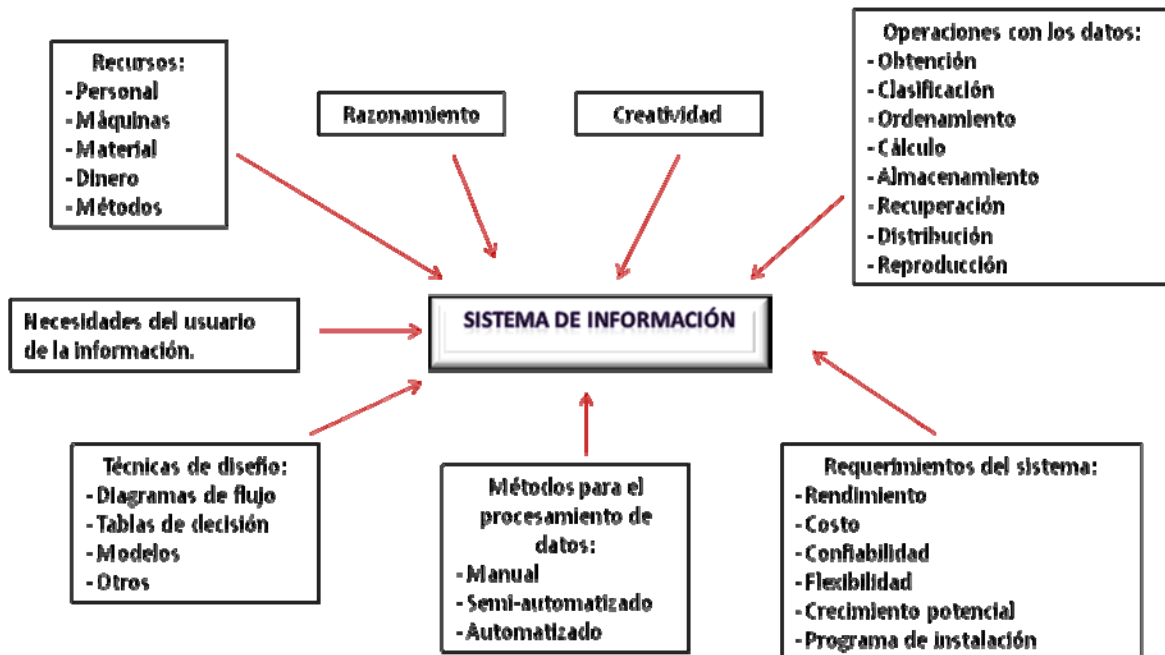 Recursos:
-Personal
-Máquinas
-Material
-Dinero
-Métodos
Razonamiento
Creatividad
Operaciones con los datos:
-Obtención
-Clasificación
-Ordenamiento
-Cálculo
-Almacenamiento
-Recuperación
-Distribución
-Reproducción
Necesidades del usuario
de la información.
SISTEMA DE INFORMACIÓN
Técnicas de diseño:
-Diagramas de flujo
-Tablas de decisión
-Modelos
-Otros
Métodos para el
procesamiento de
datos:
-Manual
-Semi-automatizado
-Automatizado
Requerimientos del sistema:
-Rendimiento
-Costo
-Confiabilidad
-Flexibilidad
-Crecimiento potencial
-Programa de instalación